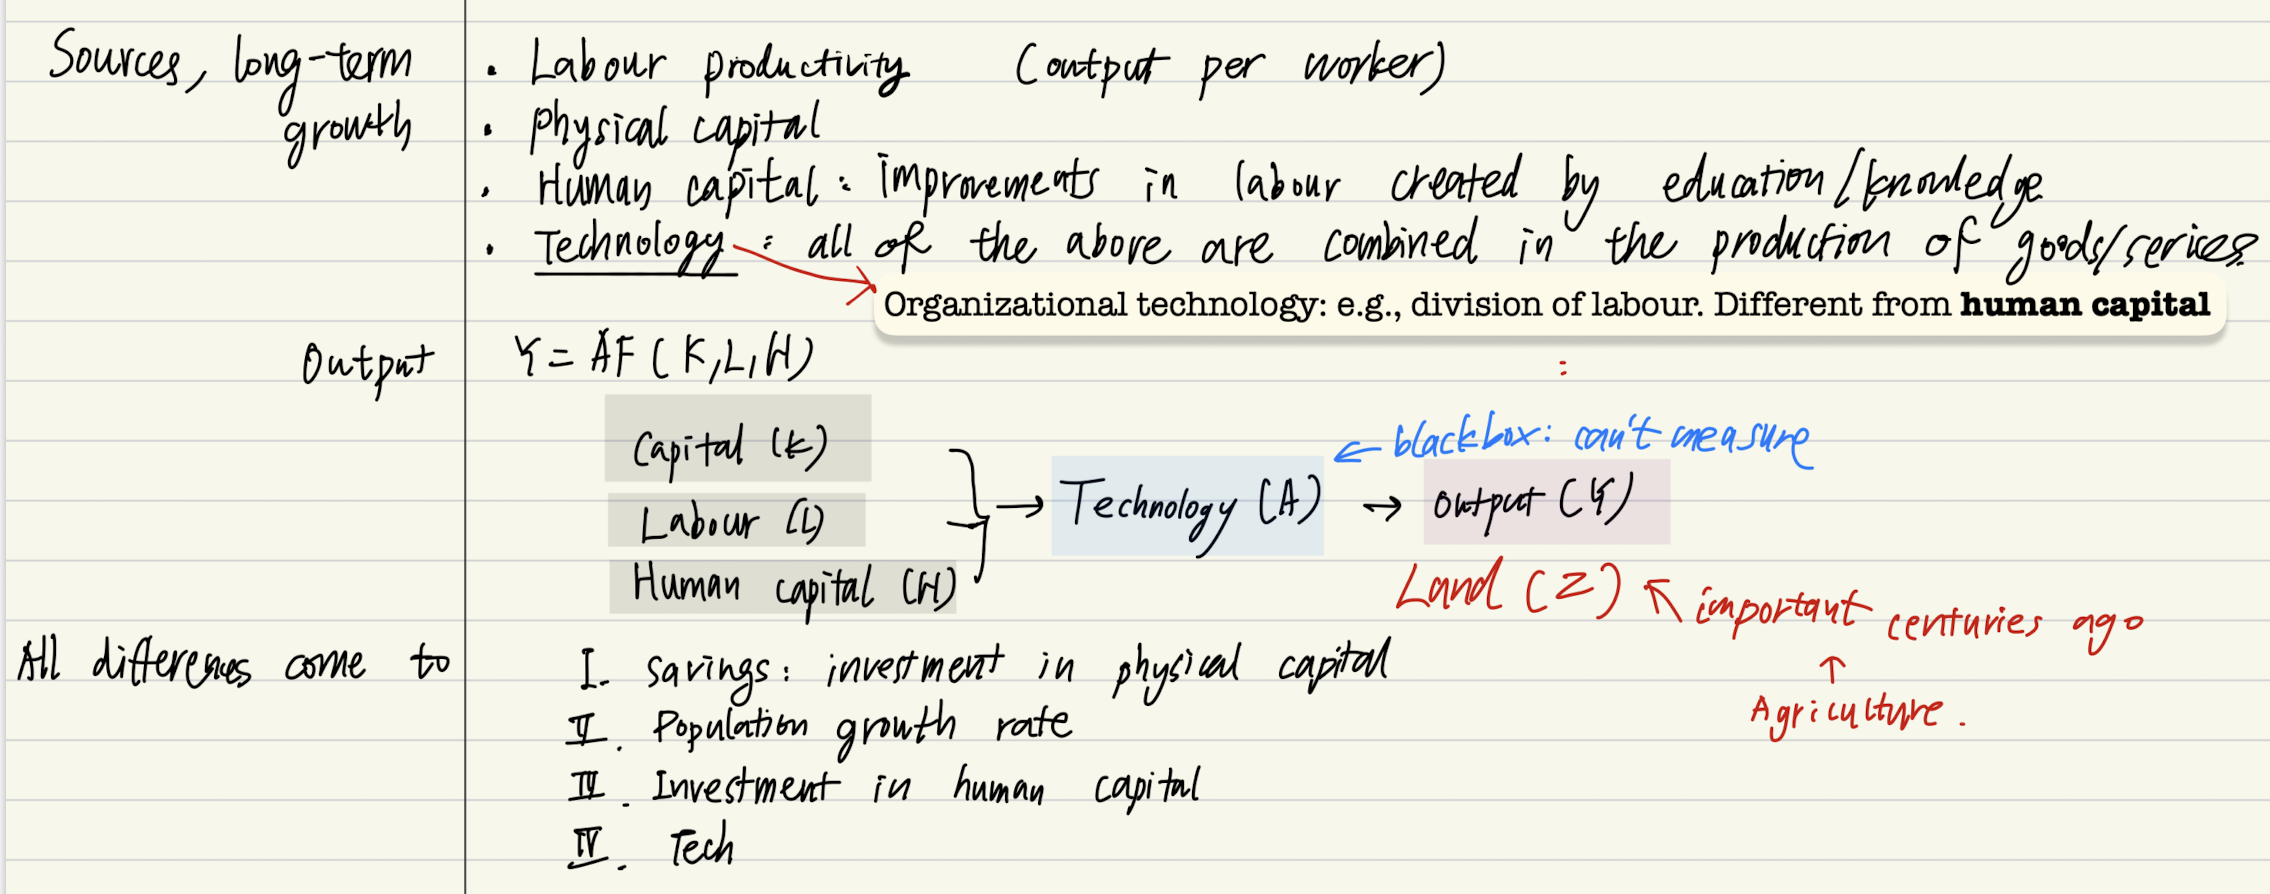 Sources, long-term growth
• Labour productivity (output per worker)
• physical capital
• Human capital: improvements in labour created by education/knowledge
• Technology: all of the above are combined in the production of goods/serices
Organizational technology: e.g., division of labour. Different from human capital
Output Y = AF (K,L,H)
:
Capital (K)
← blackbox: can't measure
Labour (L)
→ Technology (A) → output (Y)
Human capital (H)
Land (Z) ↖ important centuries ago
↑
Agriculture.
All differences come to
I. savings: investment in physical capital
II. Population growth rate
III. Investment in human capital
IV. Tech